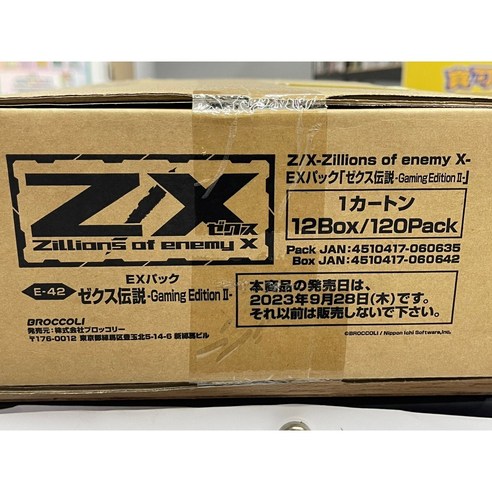 Z/X
ゼクス
Zillions of enemy X
E-42
EXパック
ゼクス伝説-Gaming Edition II-
BROCCOLI
発売元:株式会社ブロッコリー
〒176-0012 東京都練馬区豊玉北5-14-6 新練馬ビル
Z/X-Zillions of enemy X-
EXパック「ゼクス伝説-Gaming Edition II-」
1カートン
12Box/120Pack
Pack JAN:4510417-060635
Box JAN:4510417-060642
本商品の発売日は、
2023年9月28日(木)です。
それ以前は販売しないで下さい。
©BROCCOLI / Nippon Ichi Software,Inc.